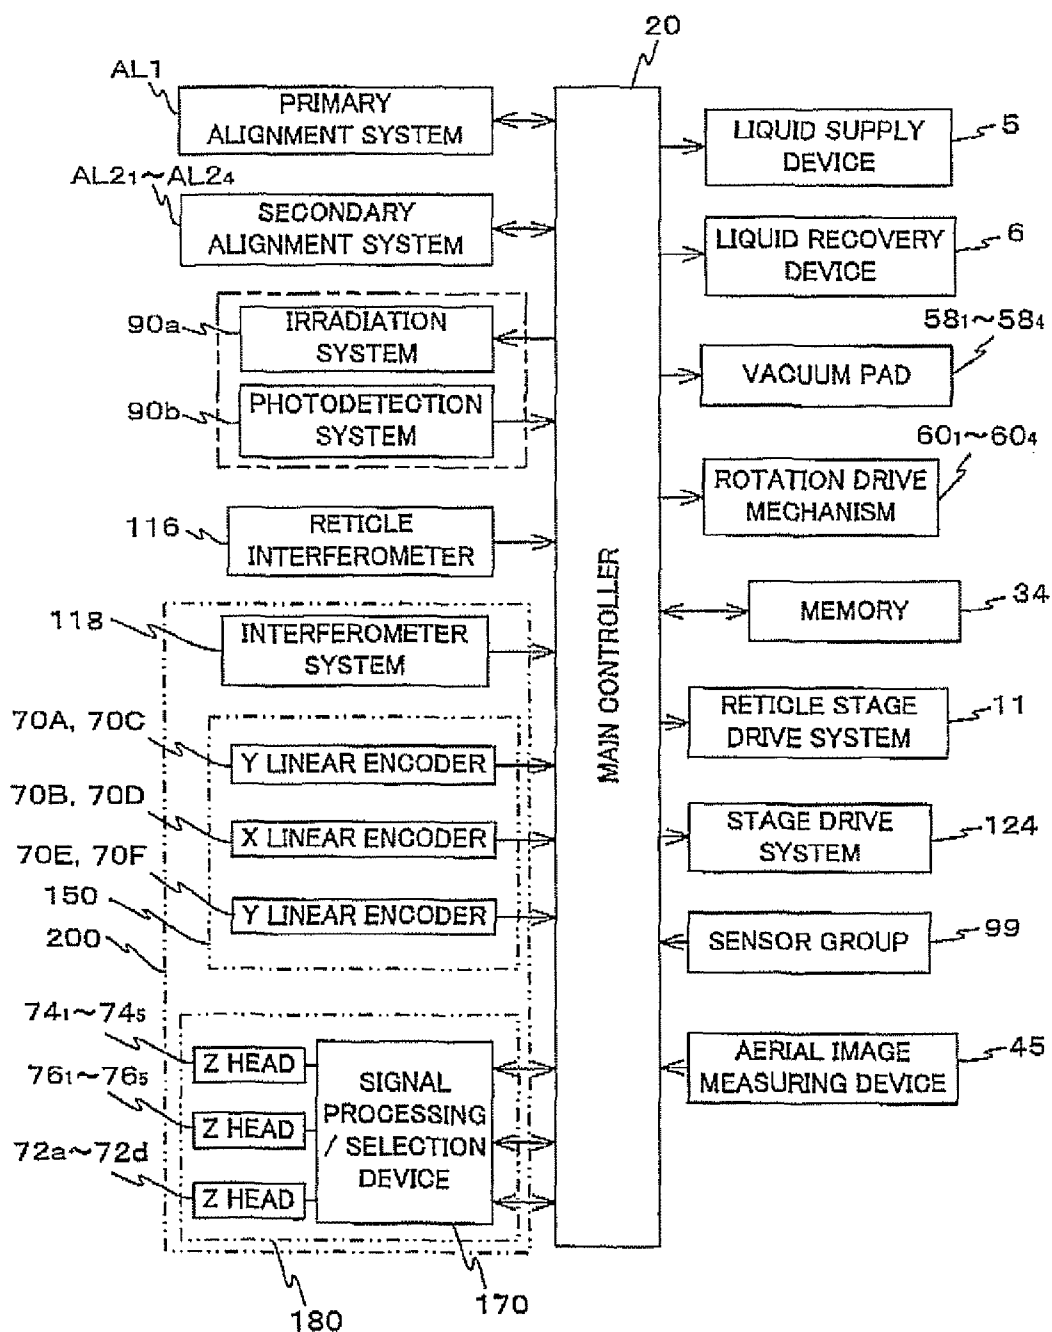 20
AL1
PRIMARY
ALIGNMENT SYSTEM
AL2₁~AL2₄
SECONDARY
ALIGNMENT SYSTEM
90a
IRRADIATION
SYSTEM
90b
PHOTODETECTION
SYSTEM
116
RETICLE
INTERFEROMETER
118
INTERFEROMETER
SYSTEM
70A, 70C
Y LINEAR ENCODER
70B, 70D
X LINEAR ENCODER
70E, 70F
Y LINEAR ENCODER
150
200
74₁~74₅
Z HEAD
76₁~76₅
Z HEAD
72a~72d
Z HEAD
SIGNAL
PROCESSING
/ SELECTION
DEVICE
180
170
MAIN CONTROLLER
LIQUID SUPPLY
DEVICE
5
LIQUID RECOVERY
DEVICE
6
58₁~58₄
VACUUM PAD
60₁~60₄
ROTATION DRIVE
MECHANISM
MEMORY
34
RETICLE STAGE
DRIVE SYSTEM
11
STAGE DRIVE
SYSTEM
124
SENSOR GROUP
99
AERIAL IMAGE
MEASURING DEVICE
45